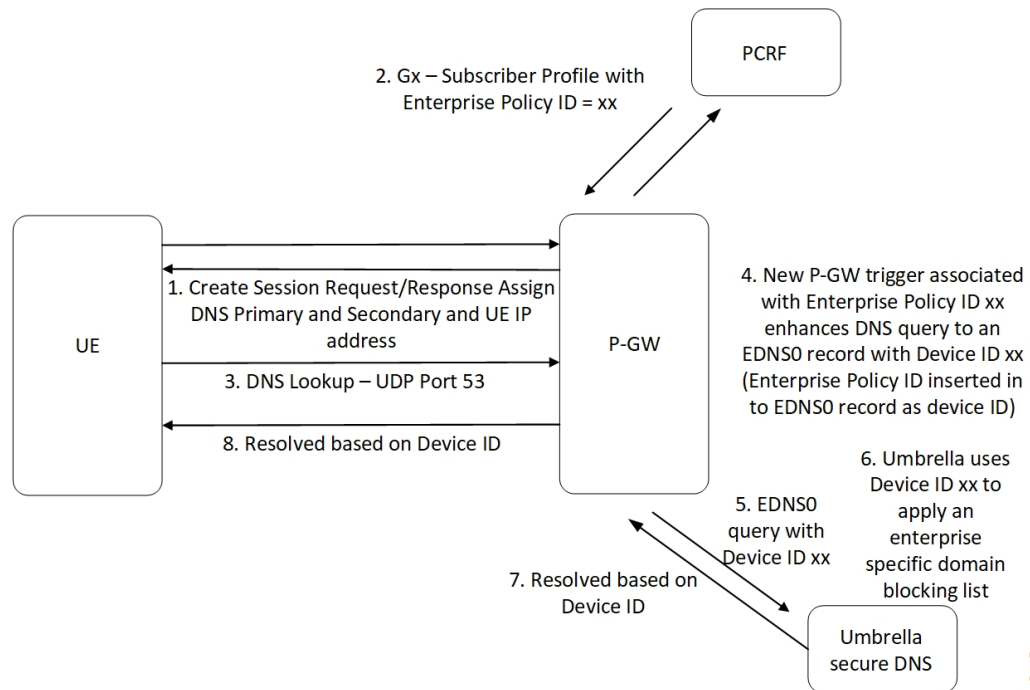 PCRF
2. Gx – Subscriber Profile with
Enterprise Policy ID = xx
UE
1. Create Session Request/Response Assign
DNS Primary and Secondary and UE IP
address
3. DNS Lookup – UDP Port 53
8. Resolved based on Device ID
P-GW
4. New P-GW trigger associated
with Enterprise Policy ID xx
enhances DNS query to an
EDNS0 record with Device ID xx
(Enterprise Policy ID inserted in
to EDNS0 record as device ID)
5. EDNS0
query with
Device ID xx
6. Umbrella uses
Device ID xx to
apply an
enterprise
specific domain
blocking list
7. Resolved based on
Device ID
Umbrella
secure DNS